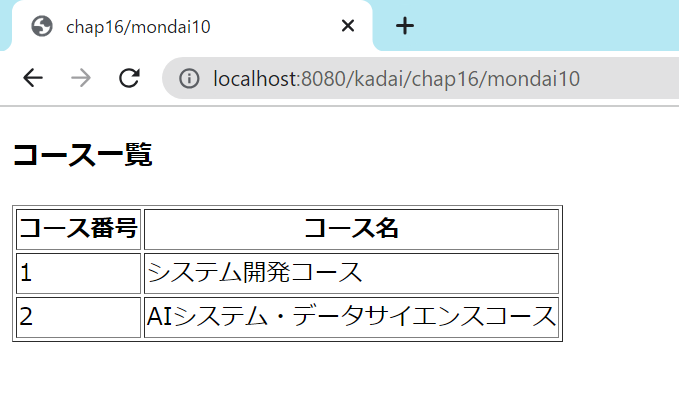 chap16/mondai10
localhost:8080/kadai/chap16/mondai10
コース一覧
コース番号 コース名
1 システム開発コース
2 AIシステム・データサイエンスコース